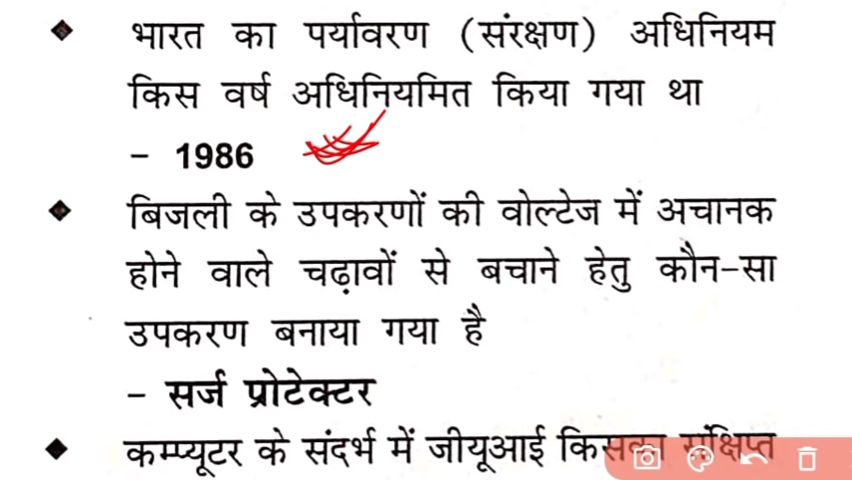 भारत का पर्यावरण (संरक्षण) अधिनियम
किस वर्ष अधिनियमित किया गया था
– 1986
बिजली के उपकरणों की वोल्टेज में अचानक
होने वाले चढ़ावों से बचाने हेतु कौन-सा
उपकरण बनाया गया है
– सर्ज प्रोटेक्टर
कम्प्यूटर के संदर्भ में जीयूआई किसका संक्षिप्त